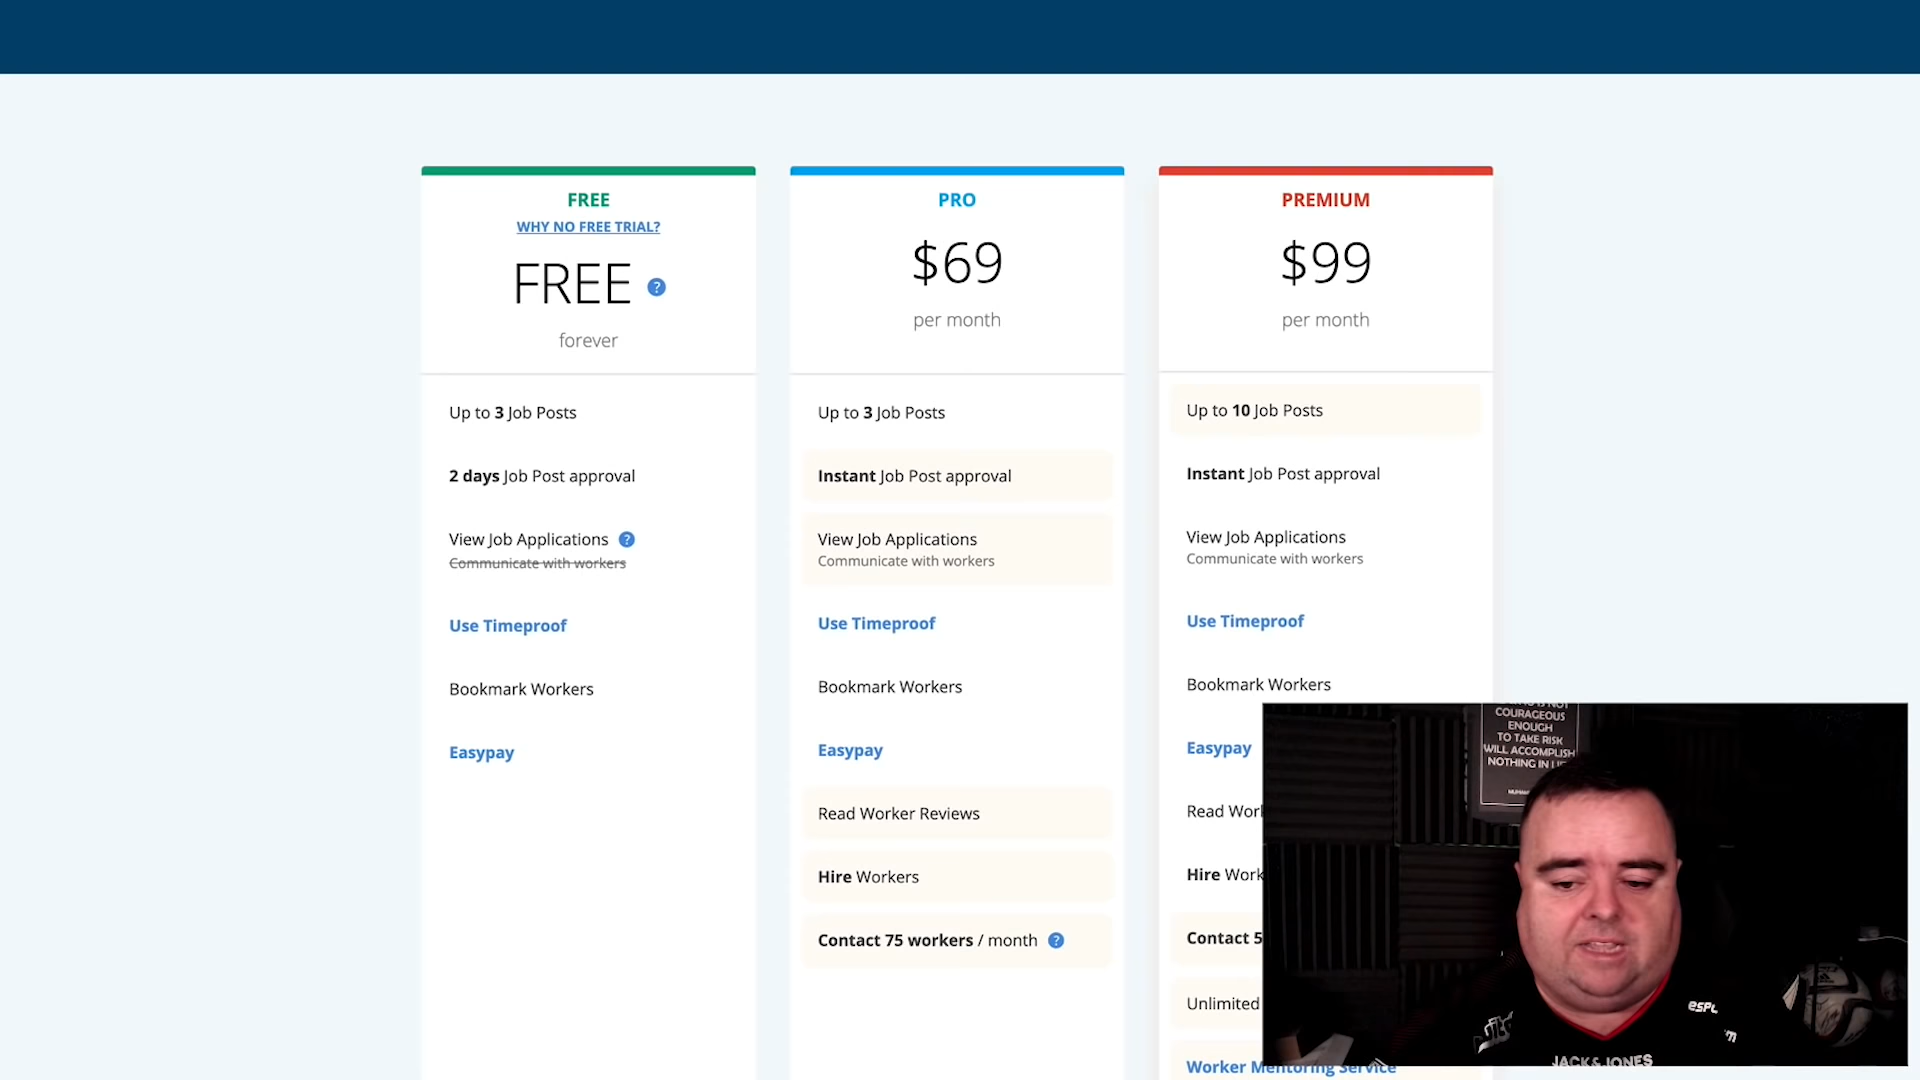 FREE
WHY NO FREE TRIAL?
FREE ?
forever
Up to 3 Job Posts
2 days Job Post approval
View Job Applications ?
Communicate with workers
Use Timeproof
Bookmark Workers
Easypay
PRO
$69
per month
Up to 3 Job Posts
Instant Job Post approval
View Job Applications
Communicate with workers
Use Timeproof
Bookmark Workers
Easypay
Read Worker Reviews
Hire Workers
Contact 75 workers / month ?
PREMIUM
$99
per month
Up to 10 Job Posts
Instant Job Post approval
View Job Applications
Communicate with workers
Use Timeproof
Bookmark Workers
Easypay
Read
Hire
Contact
Unlimited
Worker Mentoring Service
COURAGEOUS
ENOUGH
TO TAKE RISK
WILL ACCOMPLISH
NOTHING IN
JACK & JONES